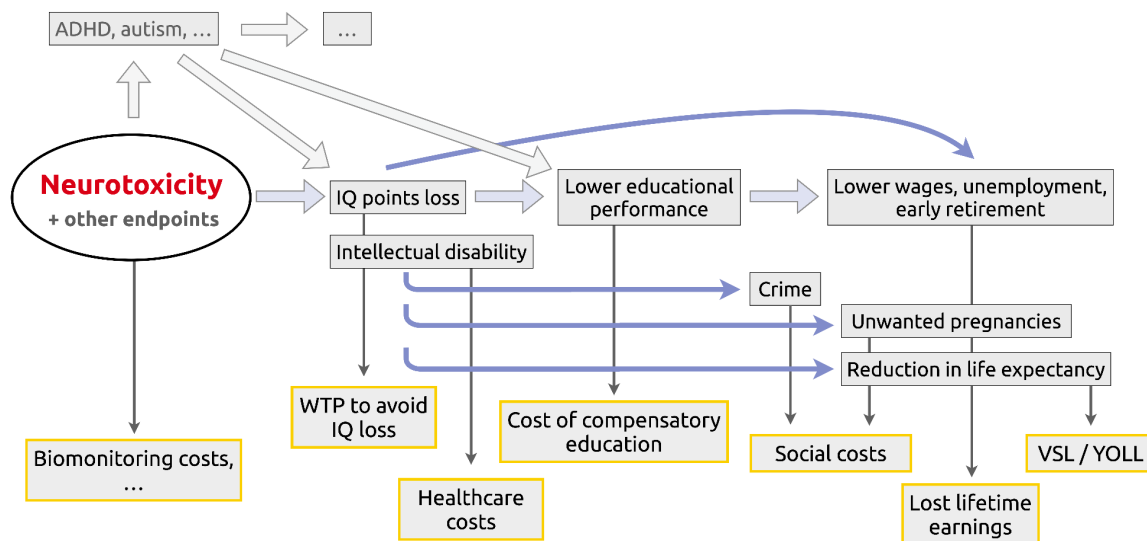 ADHD, autism, …
…
Neurotoxicity
+ other endpoints
IQ points loss
Lower educational
performance
Lower wages, unemployment,
early retirement
Intellectual disability
Crime
Unwanted pregnancies
Reduction in life expectancy
WTP to avoid
IQ loss
Cost of compensatory
education
Biomonitoring costs,
…
Social costs
VSL / YOLL
Healthcare
costs
Lost lifetime
earnings